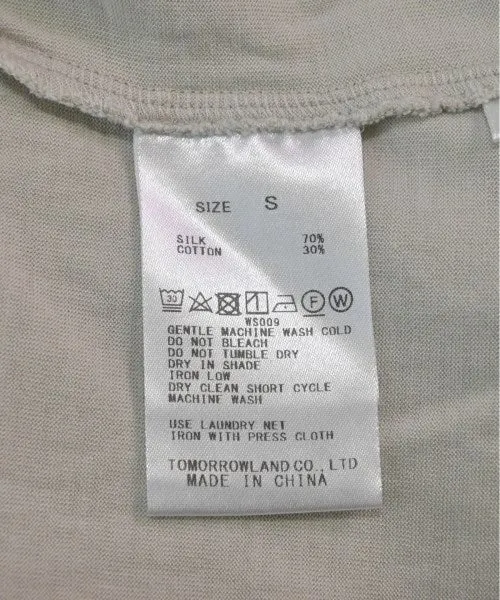 SIZE S
SILK 70%
COTTON 30%
30 F W
WS009
GENTLE MACHINE WASH COLD
DO NOT BLEACH
DO NOT TUMBLE DRY
DRY IN SHADE
IRON LOW
DRY CLEAN SHORT CYCLE
MACHINE WASH
USE LAUNDRY NET
IRON WITH PRESS CLOTH
TOMORROWLAND CO., LTD
MADE IN CHINA